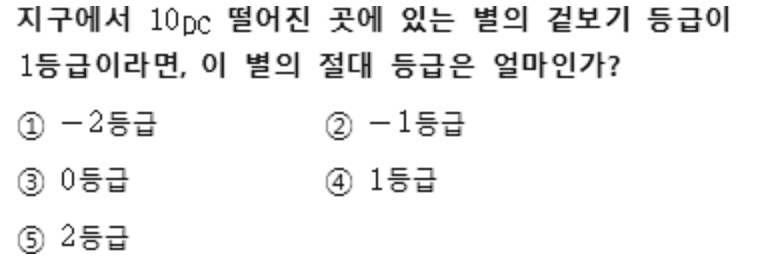 지구에서 10pc 떨어진 곳에 있는 별의 겉보기 등급이
1등급이라면, 이 별의 절대 등급은 얼마인가?
① -2등급 ② -1등급
③ 0등급 ④ 1등급
⑤ 2등급